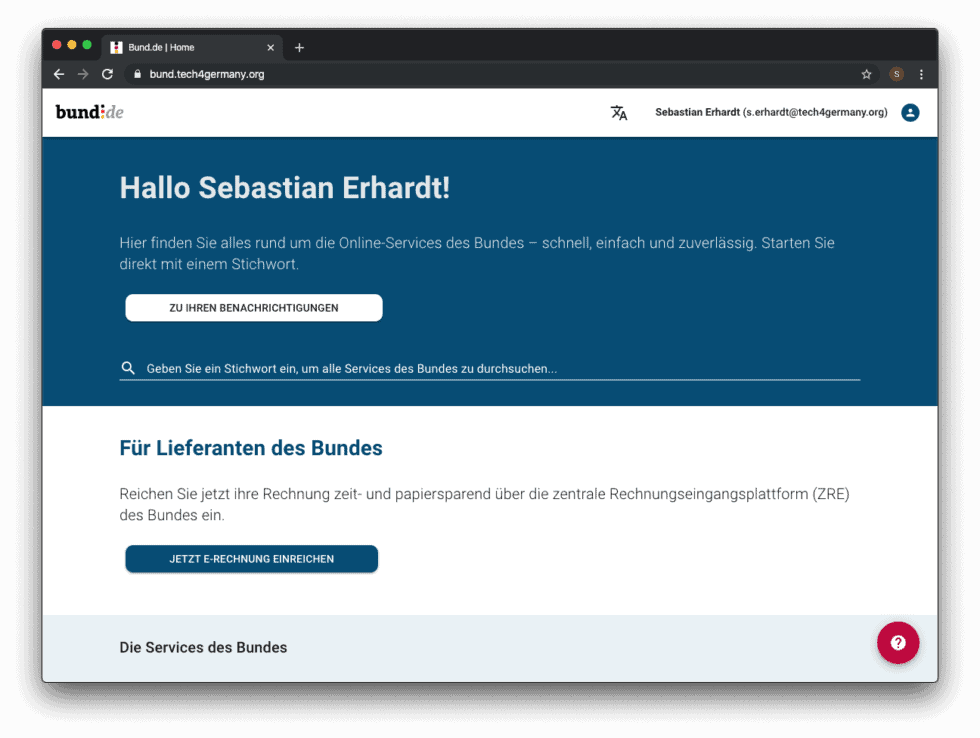 Bund.de | Home
bund.tech4germany.org
S
bund:de
Sebastian Erhardt (s.erhardt@tech4germany.org)
Hallo Sebastian Erhardt!
Hier finden Sie alles rund um die Online-Services des Bundes – schnell, einfach und zuverlässig. Starten Sie
direkt mit einem Stichwort.
ZU IHREN BENACHRICHTIGUNGEN
Geben Sie ein Stichwort ein, um alle Services des Bundes zu durchsuchen...
Für Lieferanten des Bundes
Reichen Sie jetzt ihre Rechnung zeit- und papiersparend über die zentrale Rechnungseingangsplattform (ZRE)
des Bundes ein.
JETZT E-RECHNUNG EINREICHEN
Die Services des Bundes
?